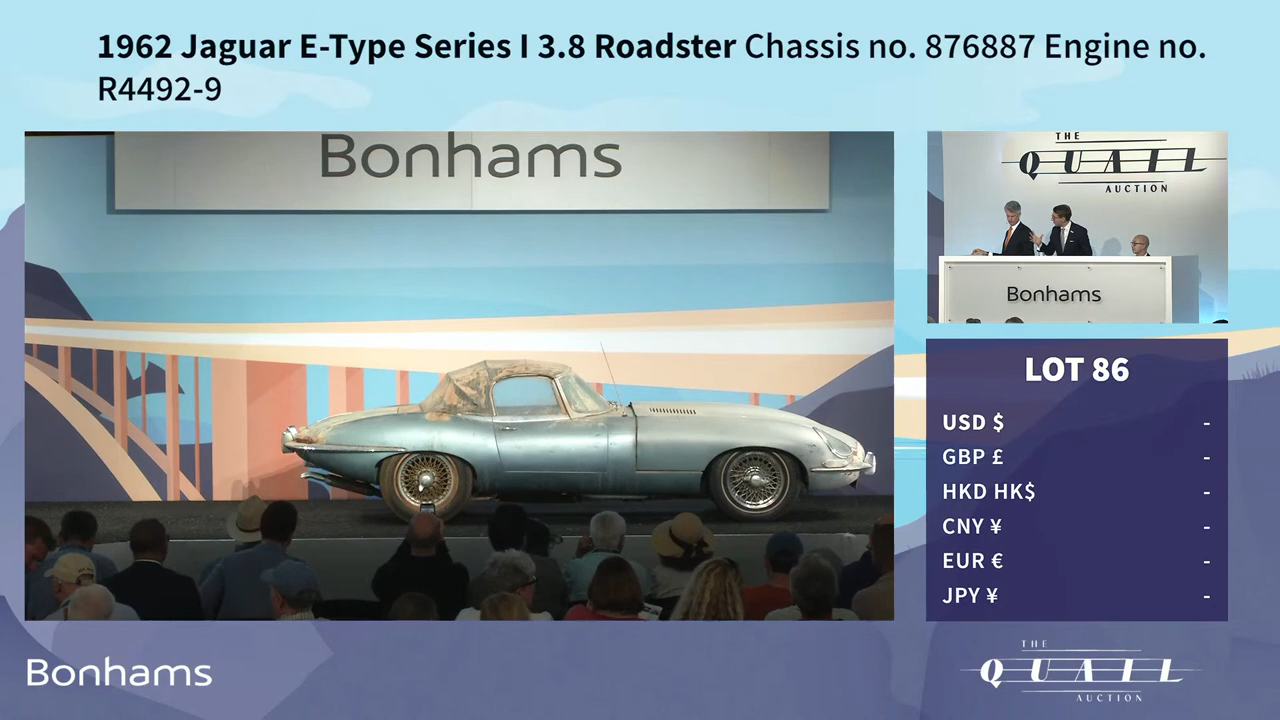 1962 Jaguar E-Type Series I 3.8 Roadster Chassis no. 876887 Engine no.
R4492-9
Bonhams
THE
QUAIL
AUCTION
Bonhams
LOT 86
USD $ -
GBP £ -
HKD HK$ -
CNY ¥ -
EUR € -
JPY ¥ -
Bonhams
THE
QUAIL
AUCTION